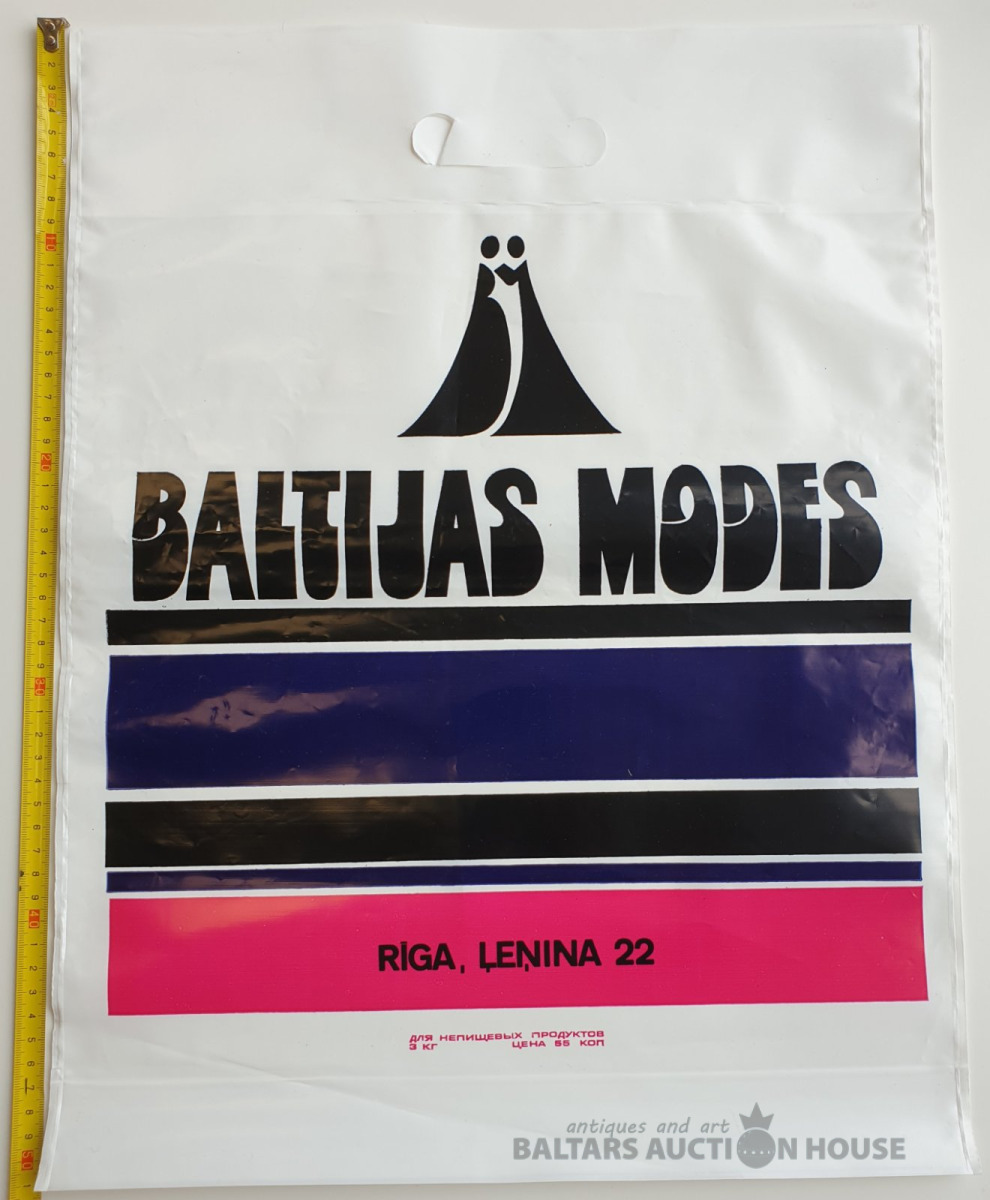 BALTIJAS MODES
RĪGA, ĻEŅINA 22
ДЛЯ НЕПИЩЕВЫХ ПРОДУКТОВ
3 КГ ЦЕНА 55 КОП
antiques and art
BALTARS AUCTION HOUSE